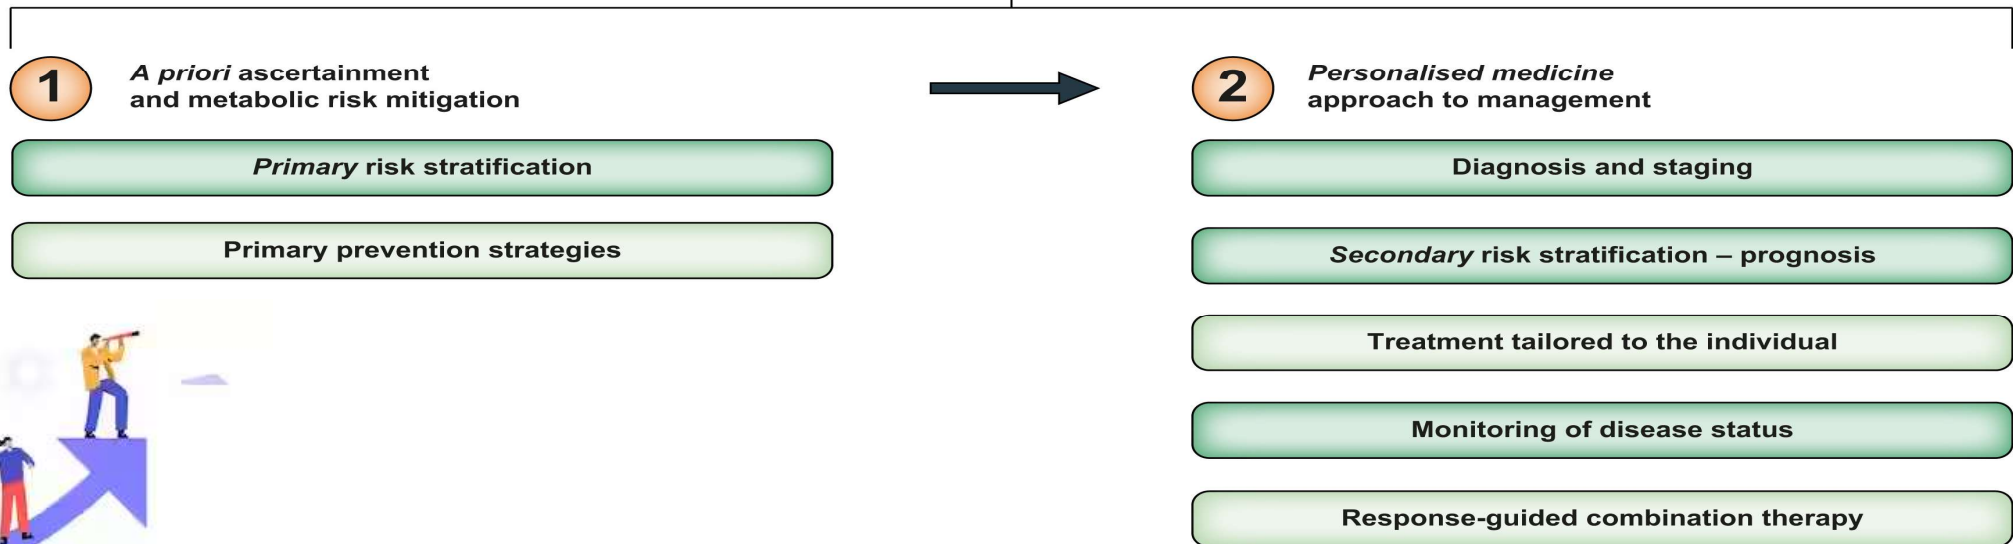 1
A priori ascertainment
and metabolic risk mitigation
Primary risk stratification
Primary prevention strategies
2
Personalised medicine
approach to management
Diagnosis and staging
Secondary risk stratification – prognosis
Treatment tailored to the individual
Monitoring of disease status
Response-guided combination therapy